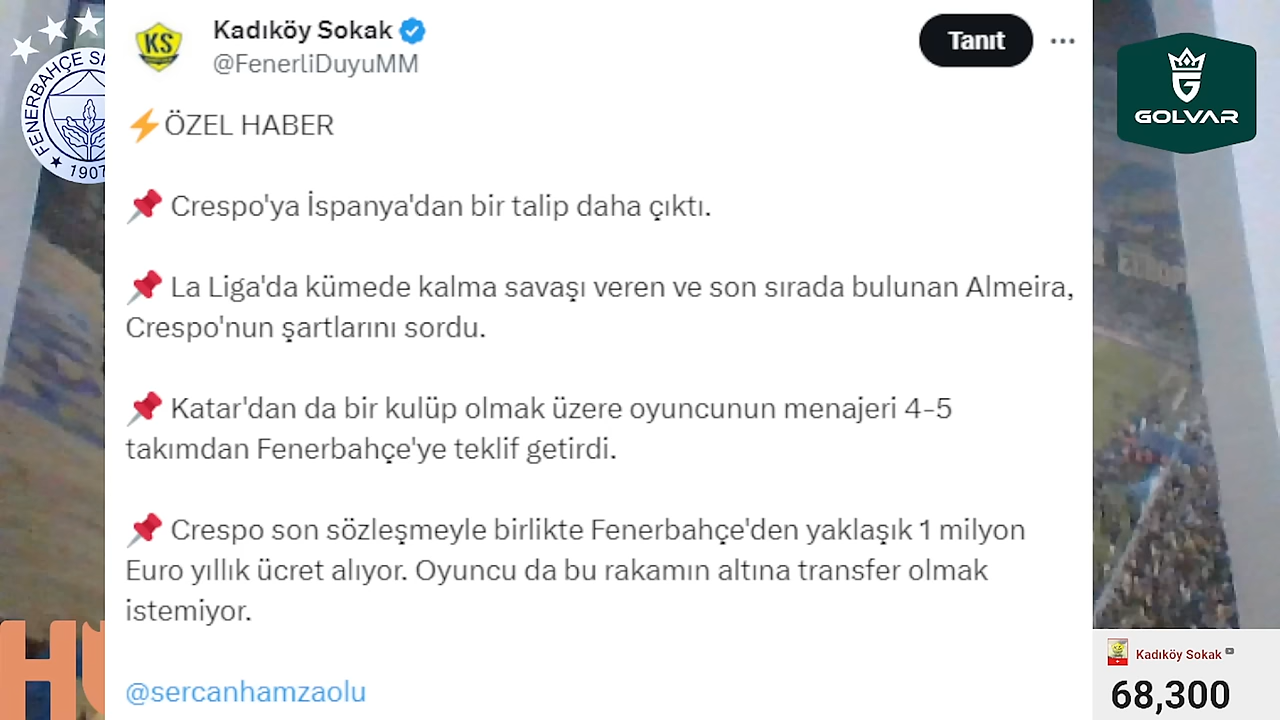 Kadıköy Sokak
@FenerliDuyuMM
Tanıt
⚡ÖZEL HABER
📌 Crespo'ya İspanya'dan bir talip daha çıktı.
📌 La Liga'da kümede kalma savaşı veren ve son sırada bulunan Almeira,
Crespo'nun şartlarını sordu.
📌 Katar'dan da bir kulüp olmak üzere oyuncunun menajeri 4-5
takımdan Fenerbahçe'ye teklif getirdi.
📌 Crespo son sözleşmeyle birlikte Fenerbahçe'den yaklaşık 1 milyon
Euro yıllık ücret alıyor. Oyuncu da bu rakamın altına transfer olmak
istemiyor.
@sercanhamzaolu
FENERBAHÇE
1907
KS
GOLVAR
Kadıköy Sokak
68,300